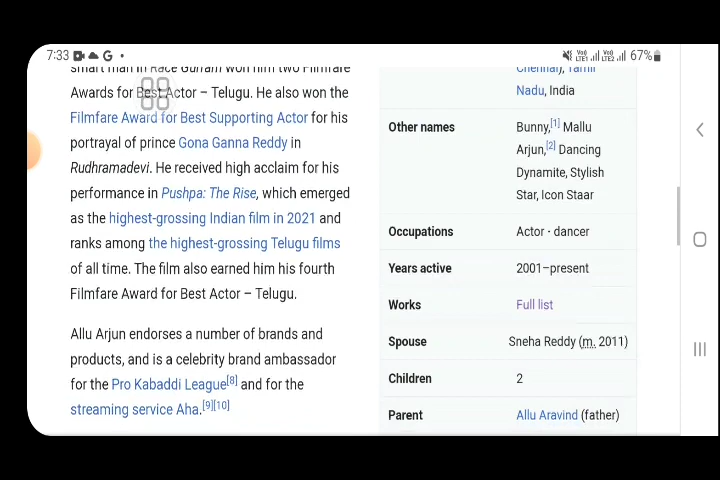 7:33
67%
smart man in Race Gurram won him two Filmfare
Awards for Best Actor – Telugu. He also won the
Filmfare Award for Best Supporting Actor for his
portrayal of prince Gona Ganna Reddy in
Rudhramadevi. He received high acclaim for his
performance in Pushpa: The Rise, which emerged
as the highest-grossing Indian film in 2021 and
ranks among the highest-grossing Telugu films
of all time. The film also earned him his fourth
Filmfare Award for Best Actor – Telugu.
Allu Arjun endorses a number of brands and
products, and is a celebrity brand ambassador
for the Pro Kabaddi League[8] and for the
streaming service Aha.[9][10]
Chennai), Tamil
Nadu, India
Other names Bunny,[1] Mallu
Arjun,[2] Dancing
Dynamite, Stylish
Star, Icon Staar
Occupations Actor · dancer
Years active 2001–present
Works Full list
Spouse Sneha Reddy (m. 2011)
Children 2
Parent Allu Aravind (father)